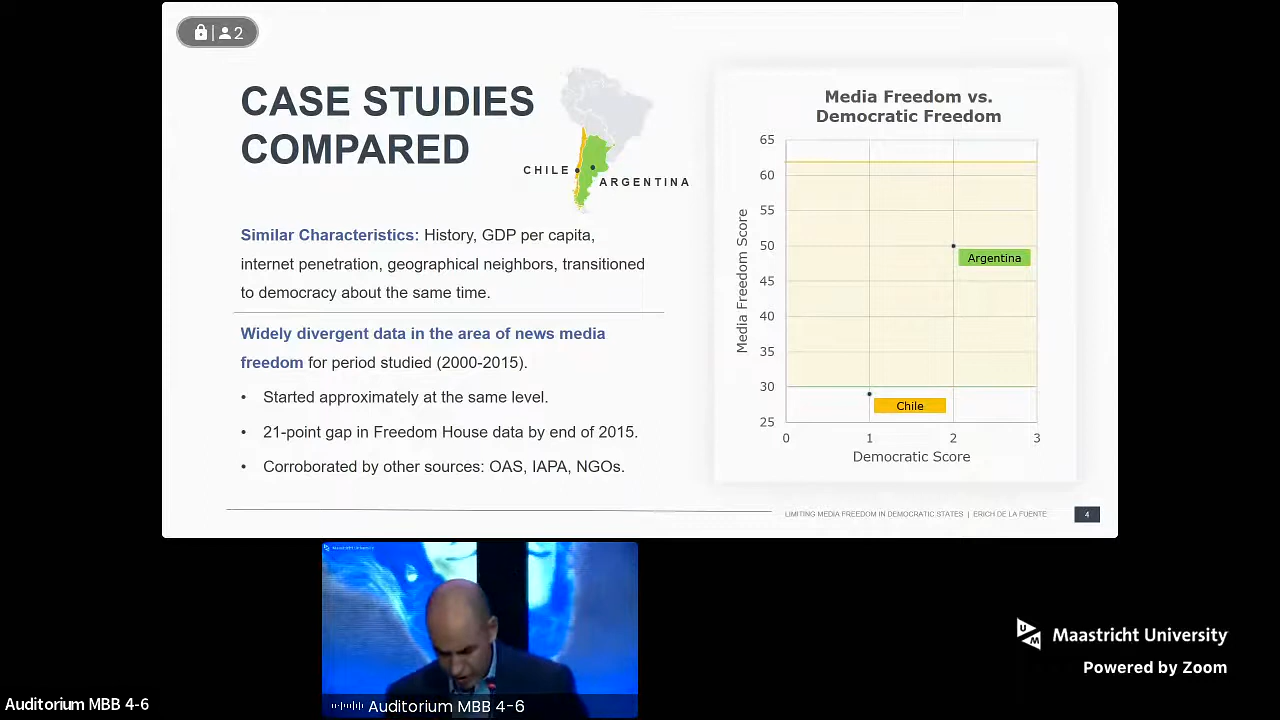 2
CASE STUDIES
COMPARED
CHILE
ARGENTINA
Similar Characteristics: History, GDP per capita,
internet penetration, geographical neighbors, transitioned
to democracy about the same time.
Widely divergent data in the area of news media
freedom for period studied (2000-2015).
• Started approximately at the same level.
• 21-point gap in Freedom House data by end of 2015.
• Corroborated by other sources: OAS, IAPA, NGOs.
Media Freedom vs.
Democratic Freedom
Media Freedom Score
65
60
55
50
45
40
35
30
25
Argentina
Chile
0 1 2 3
Democratic Score
LIMITING MEDIA FREEDOM IN DEMOCRATIC STATES | ERICH DE LA FUENTE
4
Maastricht University
Auditorium MBB 4-6
UM
Maastricht University
Powered by Zoom
Auditorium MBB 4-6